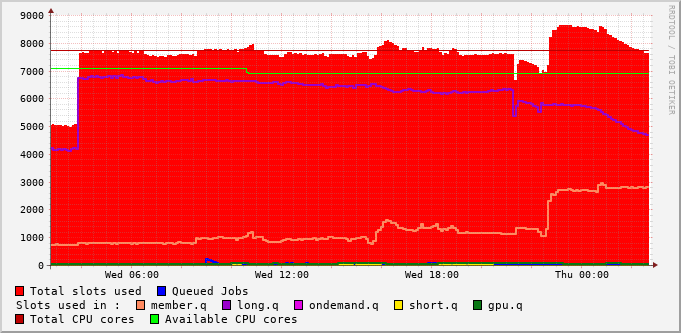 RRDTOOL / TOBI OETIKER
9000
8000
7000
6000
5000
4000
3000
2000
1000
0
Wed 06:00 Wed 12:00 Wed 18:00 Thu 00:00
Total slots used Queued Jobs
Slots used in : member.q long.q ondemand.q short.q gpu.q
Total CPU cores Available CPU cores